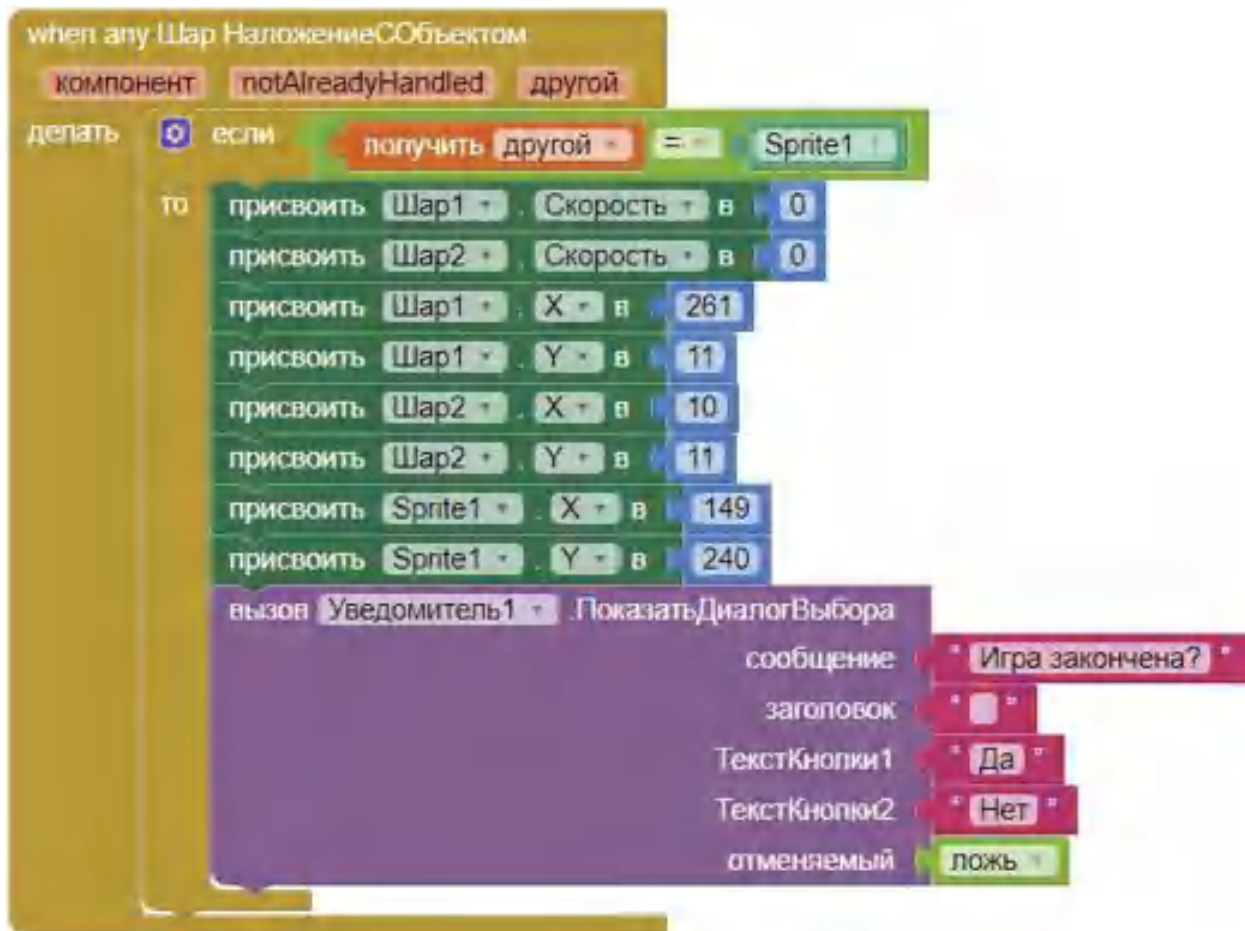 when any Шар НаложениеСОбъектом
компонент notAlreadyHandled другой
делать если получить другой = Sprite1
то присвоить Шар1 . Скорость в 0
присвоить Шар2 . Скорость в 0
присвоить Шар1 . X в 261
присвоить Шар1 . Y в 11
присвоить Шар2 . X в 10
присвоить Шар2 . Y в 11
присвоить Sprite1 . X в 149
присвоить Sprite1 . Y в 240
вызов Уведомитель1 .ПоказатьДиалогВыбора
сообщение " Игра закончена? "
заголовок " "
ТекстКнопки1 " Да "
ТекстКнопки2 " Нет "
отменяемый ложь